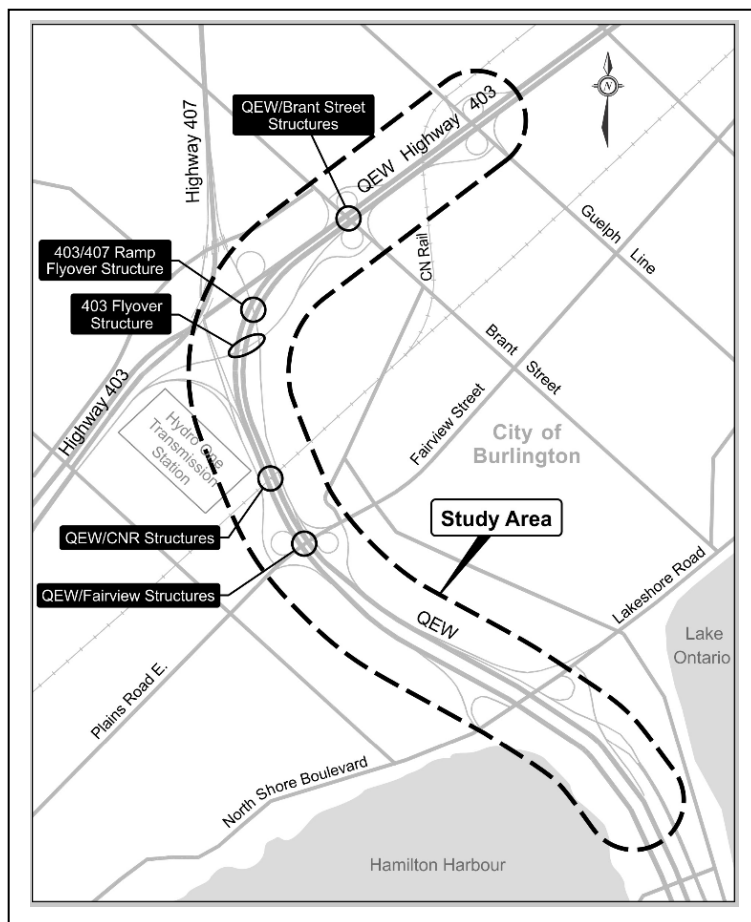 QEW/Brant Street
Structures
Highway 407
QEW Highway 403
N
Guelph Line
403/407 Ramp
Flyover Structure
CN Rail
403 Flyover
Structure
Brant Street
Highway 403
Hydro One
Transmission
Station
Fairview Street
City of
Burlington
Study Area
QEW/CNR Structures
QEW/Fairview Structures
Lakeshore Road
QEW
Lake
Ontario
Plains Road E.
North Shore Boulevard
Hamilton Harbour